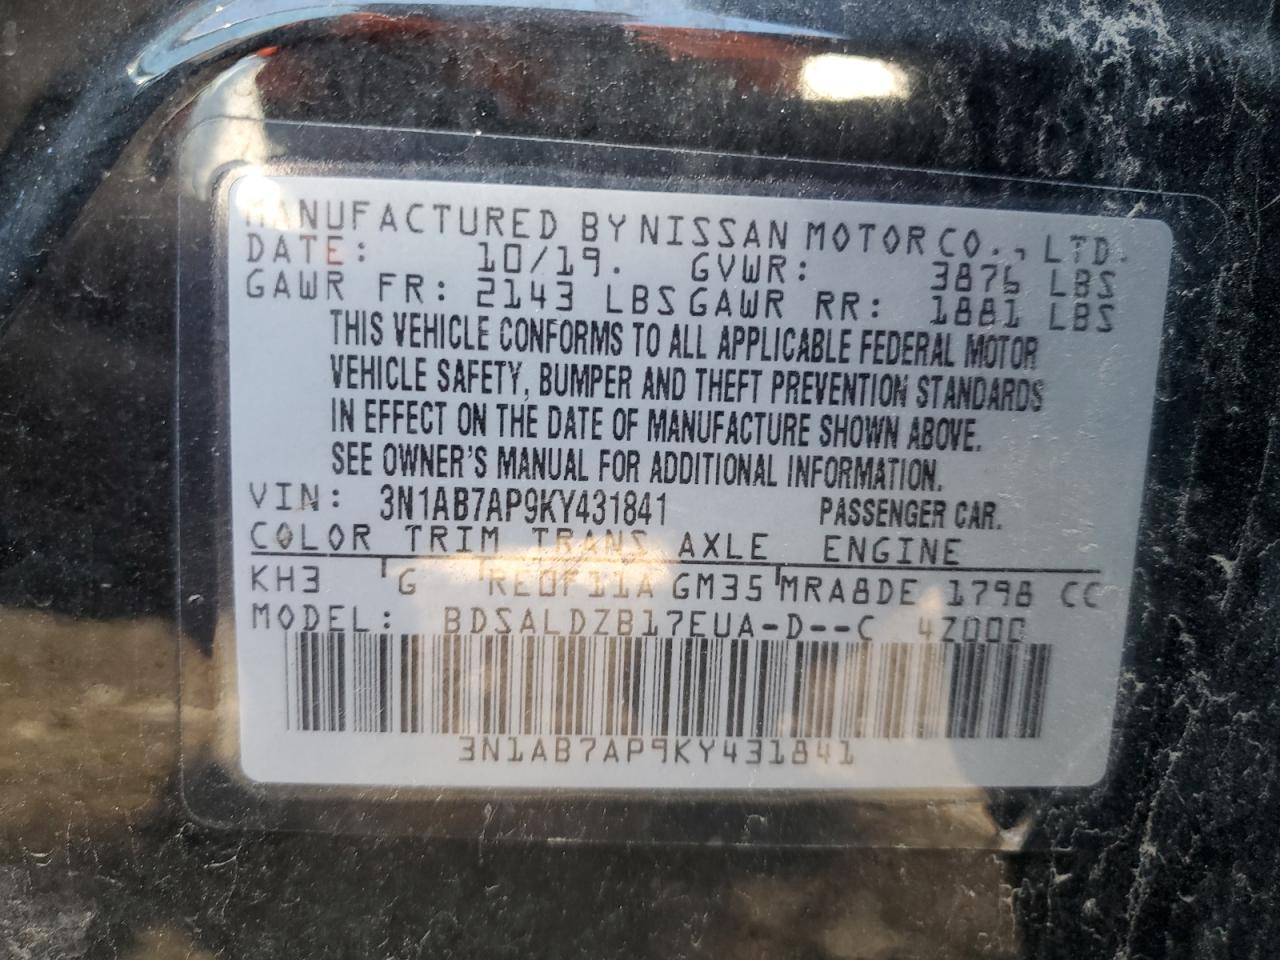 MANUFACTURED BY NISSAN MOTOR CO., LTD.
DATE: 10/19. GVWR: 3876 LBS
GAWR FR: 2143 LBS GAWR RR: 1881 LBS
THIS VEHICLE CONFORMS TO ALL APPLICABLE FEDERAL MOTOR
VEHICLE SAFETY, BUMPER AND THEFT PREVENTION STANDARDS
IN EFFECT ON THE DATE OF MANUFACTURE SHOWN ABOVE.
SEE OWNER'S MANUAL FOR ADDITIONAL INFORMATION.
VIN: 3N1AB7AP9KY431841 PASSENGER CAR.
COLOR TRIM TRANS AXLE ENGINE
KH3 G RE0F11A GM35 MRA8DE 1798 CC
MODEL: BDSALDZB17EUA-D--C 4Z000
3N1AB7AP9KY431841